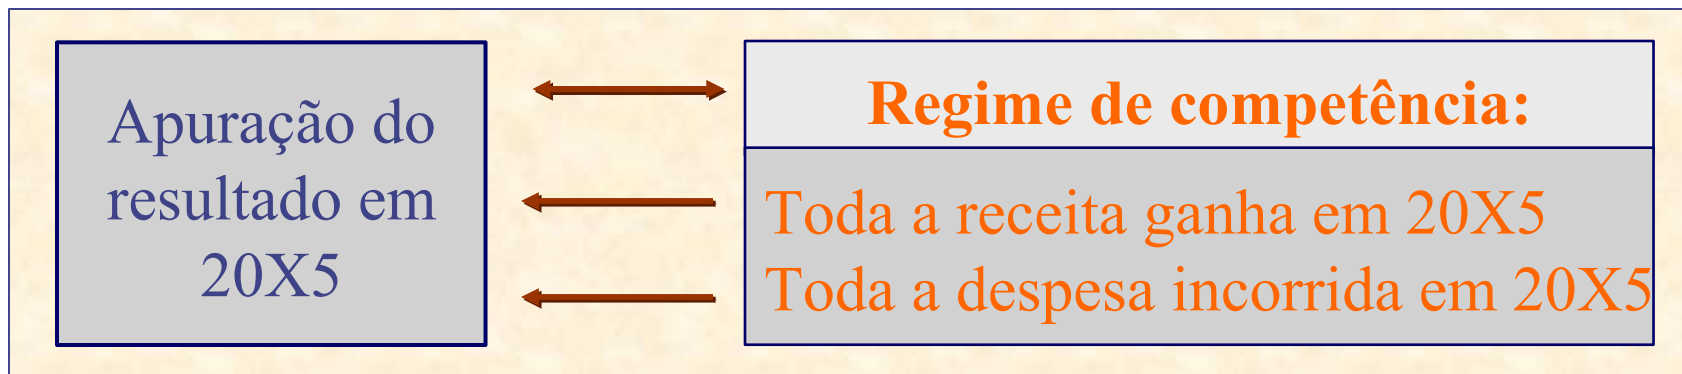 Apuração do
resultado em
20X5
Regime de competência:
Toda a receita ganha em 20X5
Toda a despesa incorrida em 20X5